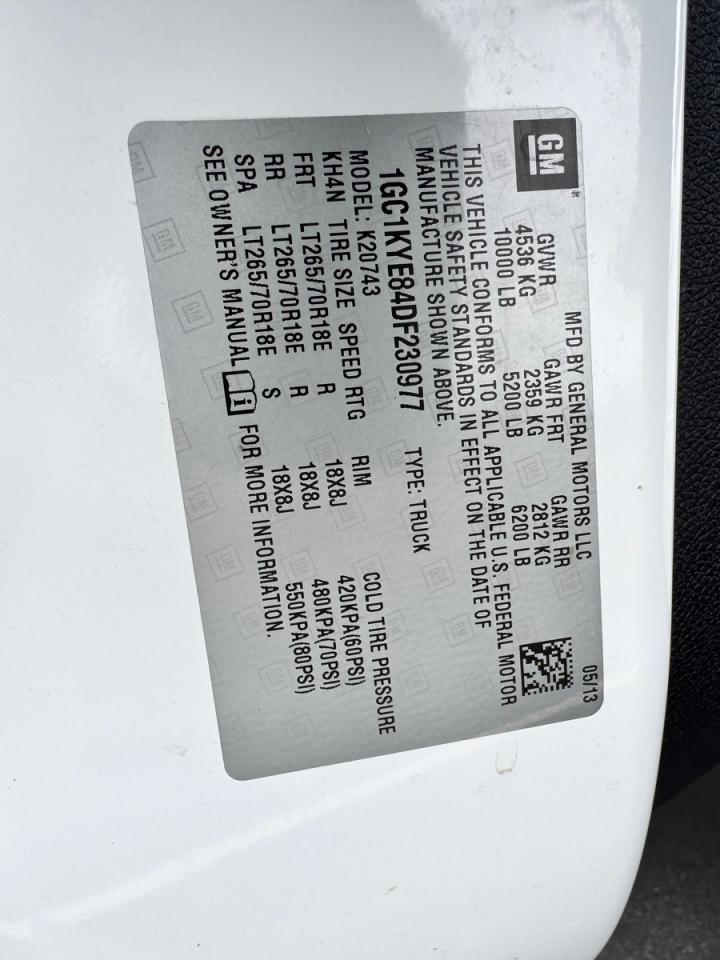 GM
MFD BY GENERAL MOTORS LLC
05/13
GVWR GAWR FRT GAWR RR
4536 KG 2359 KG 2812 KG
10000 LB 5200 LB 6200 LB
THIS VEHICLE CONFORMS TO ALL APPLICABLE U.S. FEDERAL MOTOR
VEHICLE SAFETY STANDARDS IN EFFECT ON THE DATE OF
MANUFACTURE SHOWN ABOVE.
1GC1KYE84DF230977 TYPE: TRUCK
MODEL: K20743
KH4N TIRE SIZE SPEED RTG RIM COLD TIRE PRESSURE
FRT LT265/70R18E R 18X8J 420KPA(60PSI)
RR LT265/70R18E R 18X8J 480KPA(70PSI)
SPA LT265/70R18E S 18X8J 550KPA(80PSI)
SEE OWNER'S MANUAL FOR MORE INFORMATION.